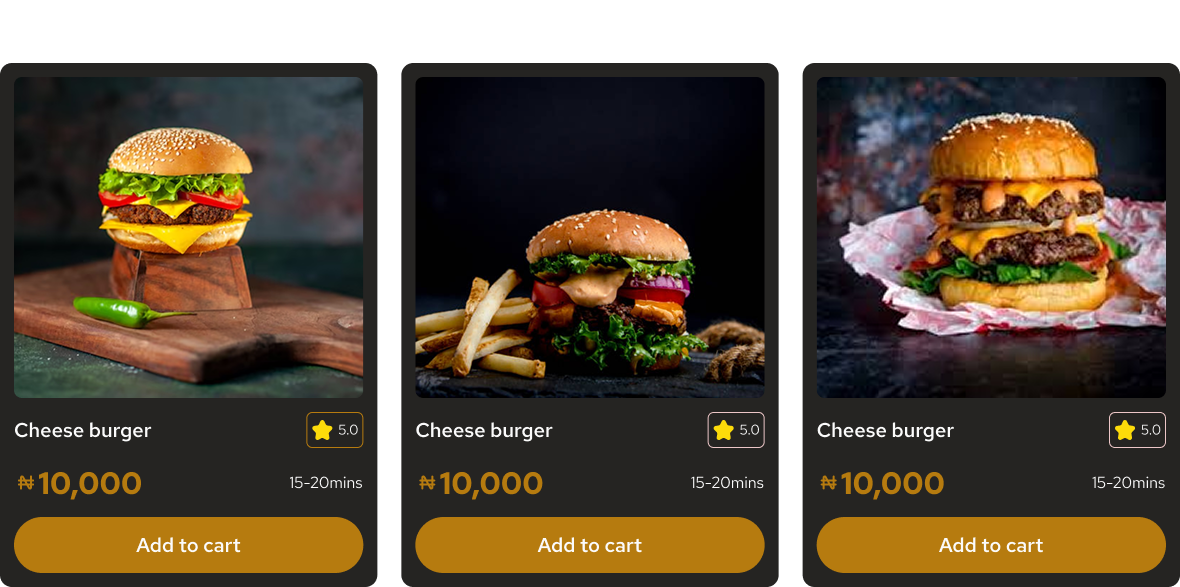 Cheese burger 5.0
₦10,000 15-20mins
Add to cart
Cheese burger 5.0
₦10,000 15-20mins
Add to cart
Cheese burger 5.0
₦10,000 15-20mins
Add to cart